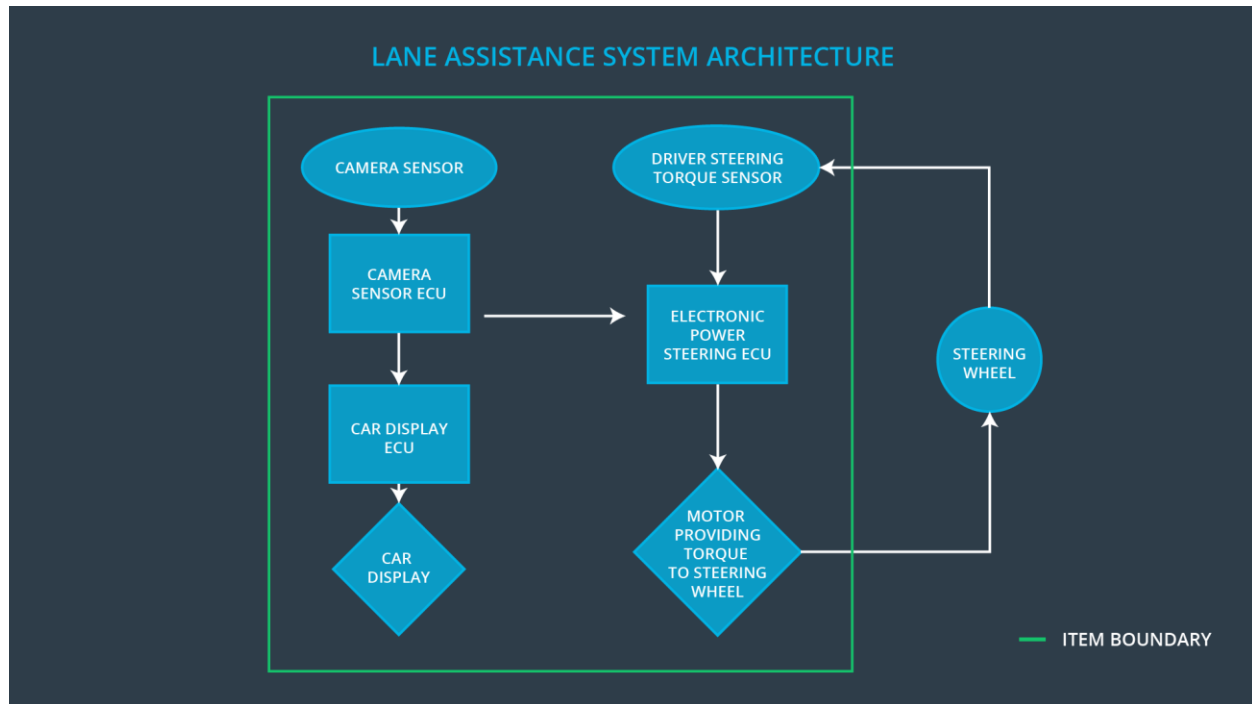 LANE ASSISTANCE SYSTEM ARCHITECTURE
CAMERA SENSOR
CAMERA
SENSOR ECU
CAR DISPLAY
ECU
CAR
DISPLAY
DRIVER STEERING
TORQUE SENSOR
ELECTRONIC
POWER
STEERING ECU
MOTOR
PROVIDING
TORQUE
TO STEERING
WHEEL
STEERING
WHEEL
ITEM BOUNDARY